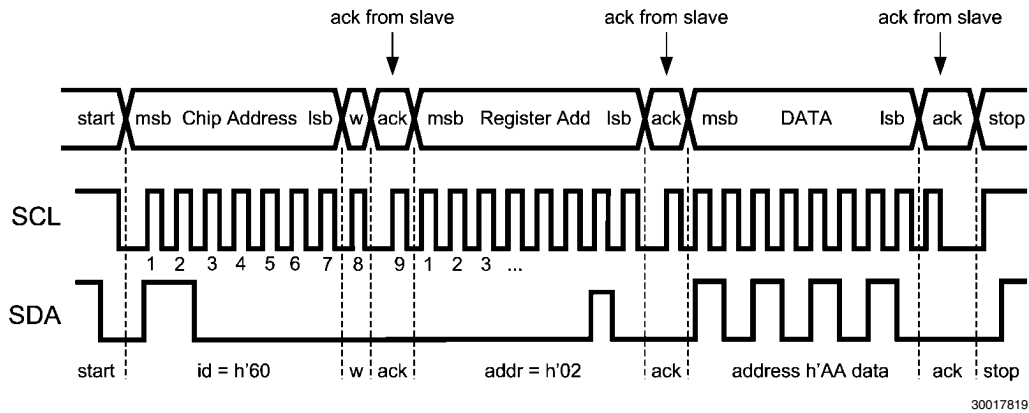 ack from slave ack from slave ack from slave
start msb Chip Address lsb w ack msb Register Add lsb ack msb DATA lsb ack stop
SCL
1 2 3 4 5 6 7 8 9 1 2 3 ...
SDA
start id = h'60 w ack addr = h'02 ack address h'AA data ack stop
30017819